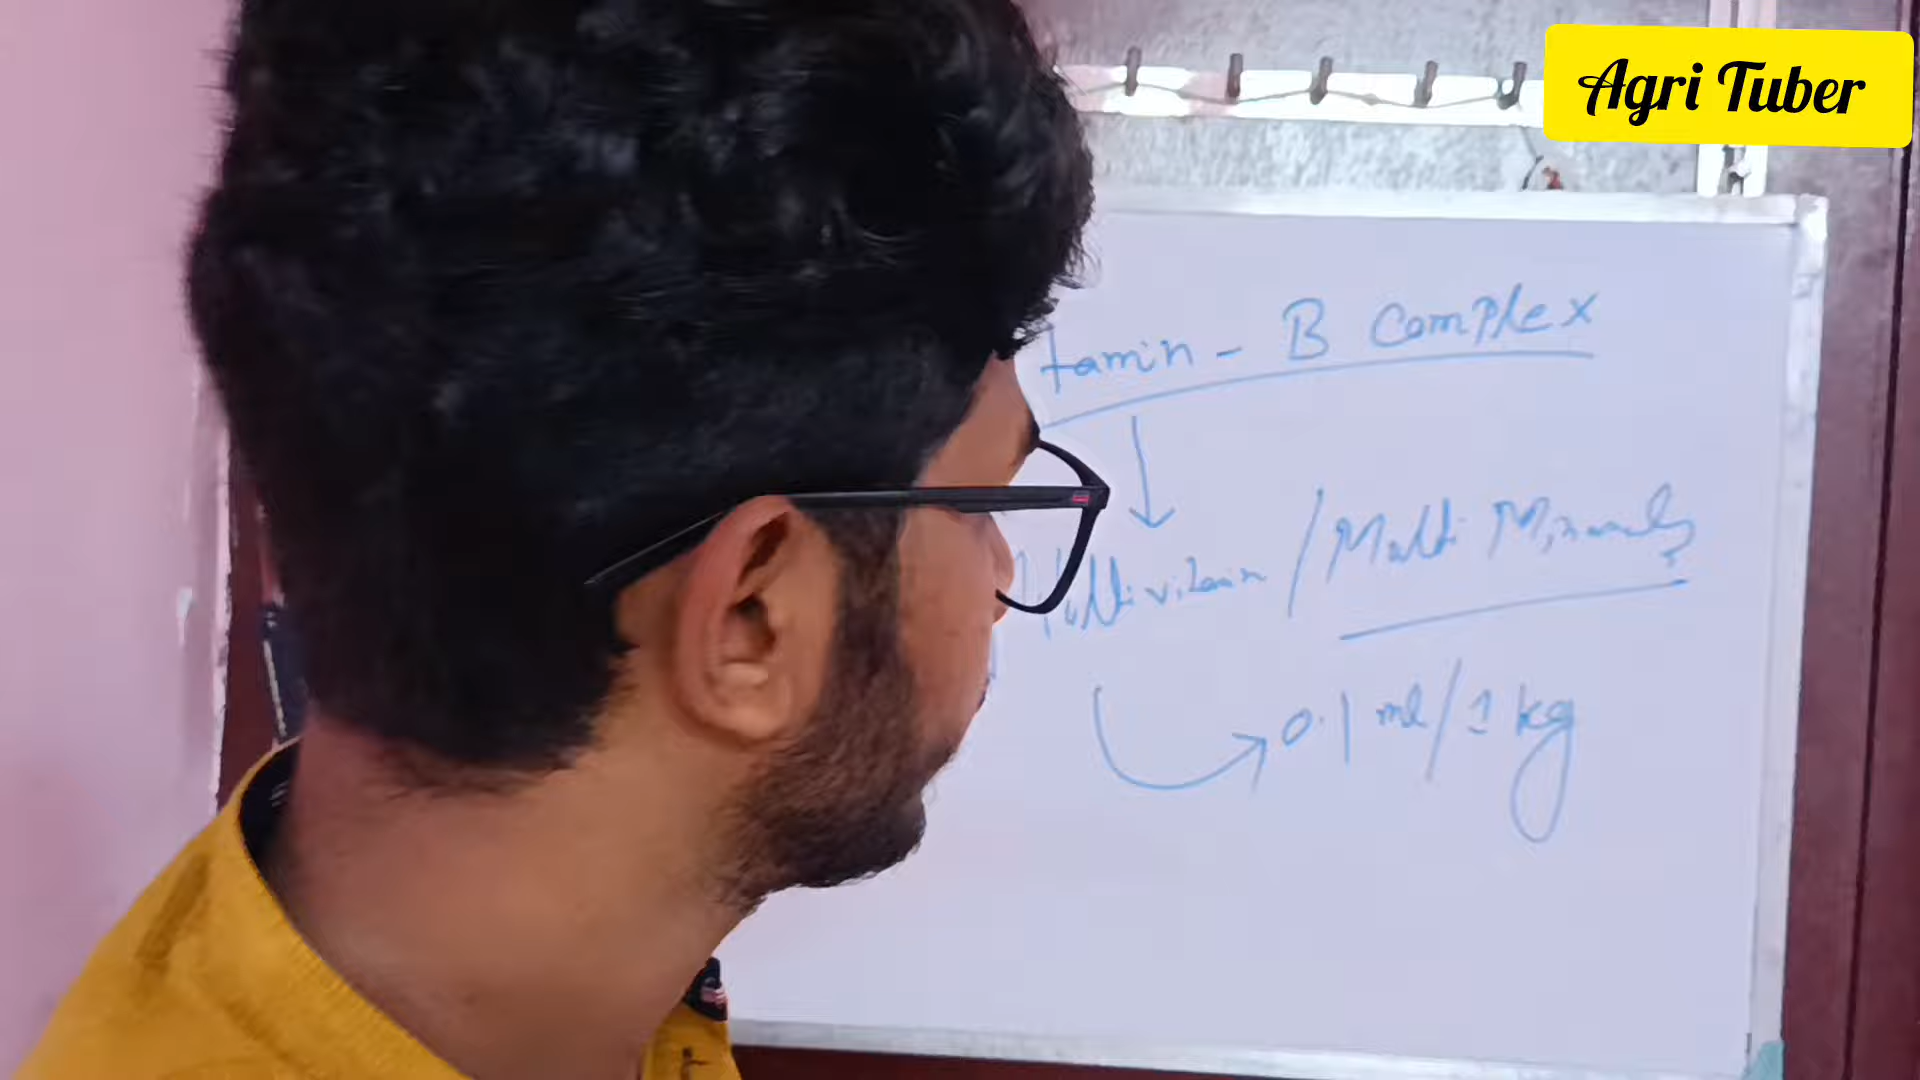 Agri Tuber
tamin - B Complex
Multivitamin / Multi Minerals
0.1 ml / 1 kg